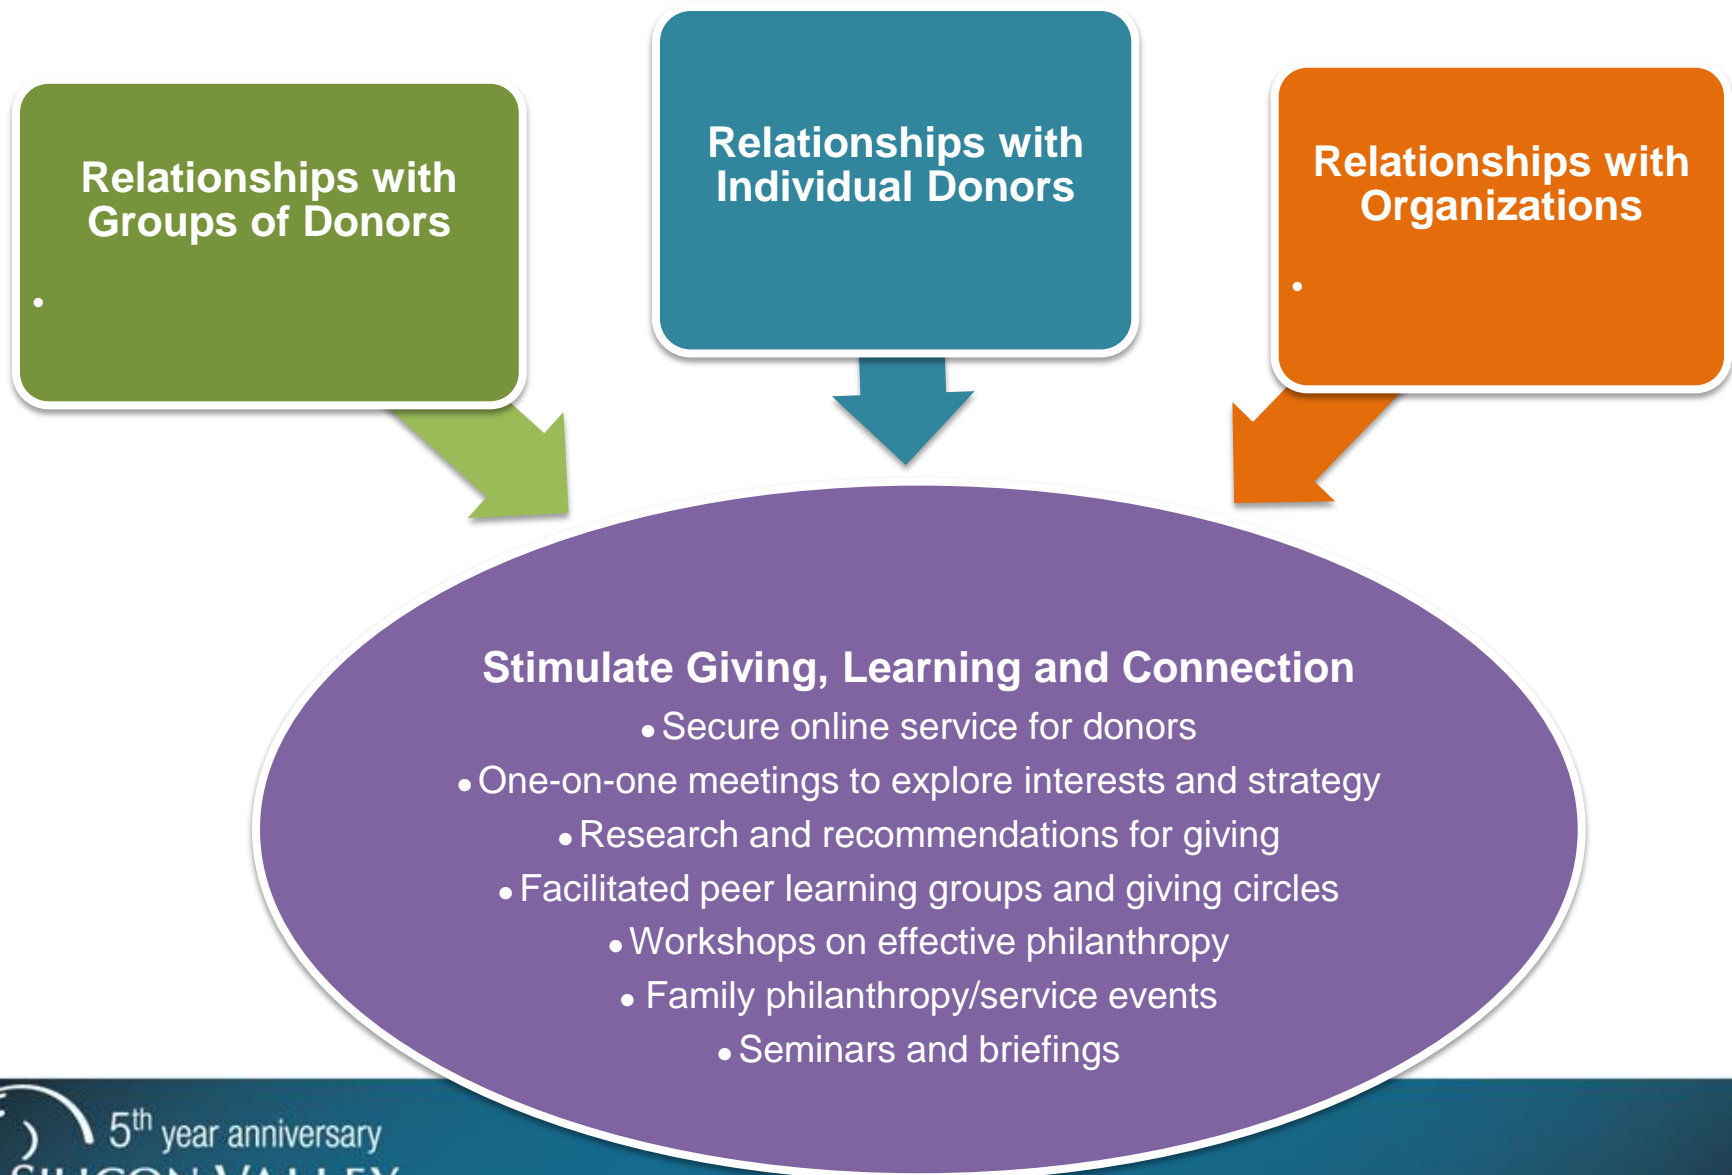 Relationships with
Groups of Donors
•
Relationships with
Individual Donors
Relationships with
Organizations
•
Stimulate Giving, Learning and Connection
• Secure online service for donors
• One-on-one meetings to explore interests and strategy
• Research and recommendations for giving
• Facilitated peer learning groups and giving circles
• Workshops on effective philanthropy
• Family philanthropy/service events
• Seminars and briefings
5th year anniversary
SILICON VALLEY